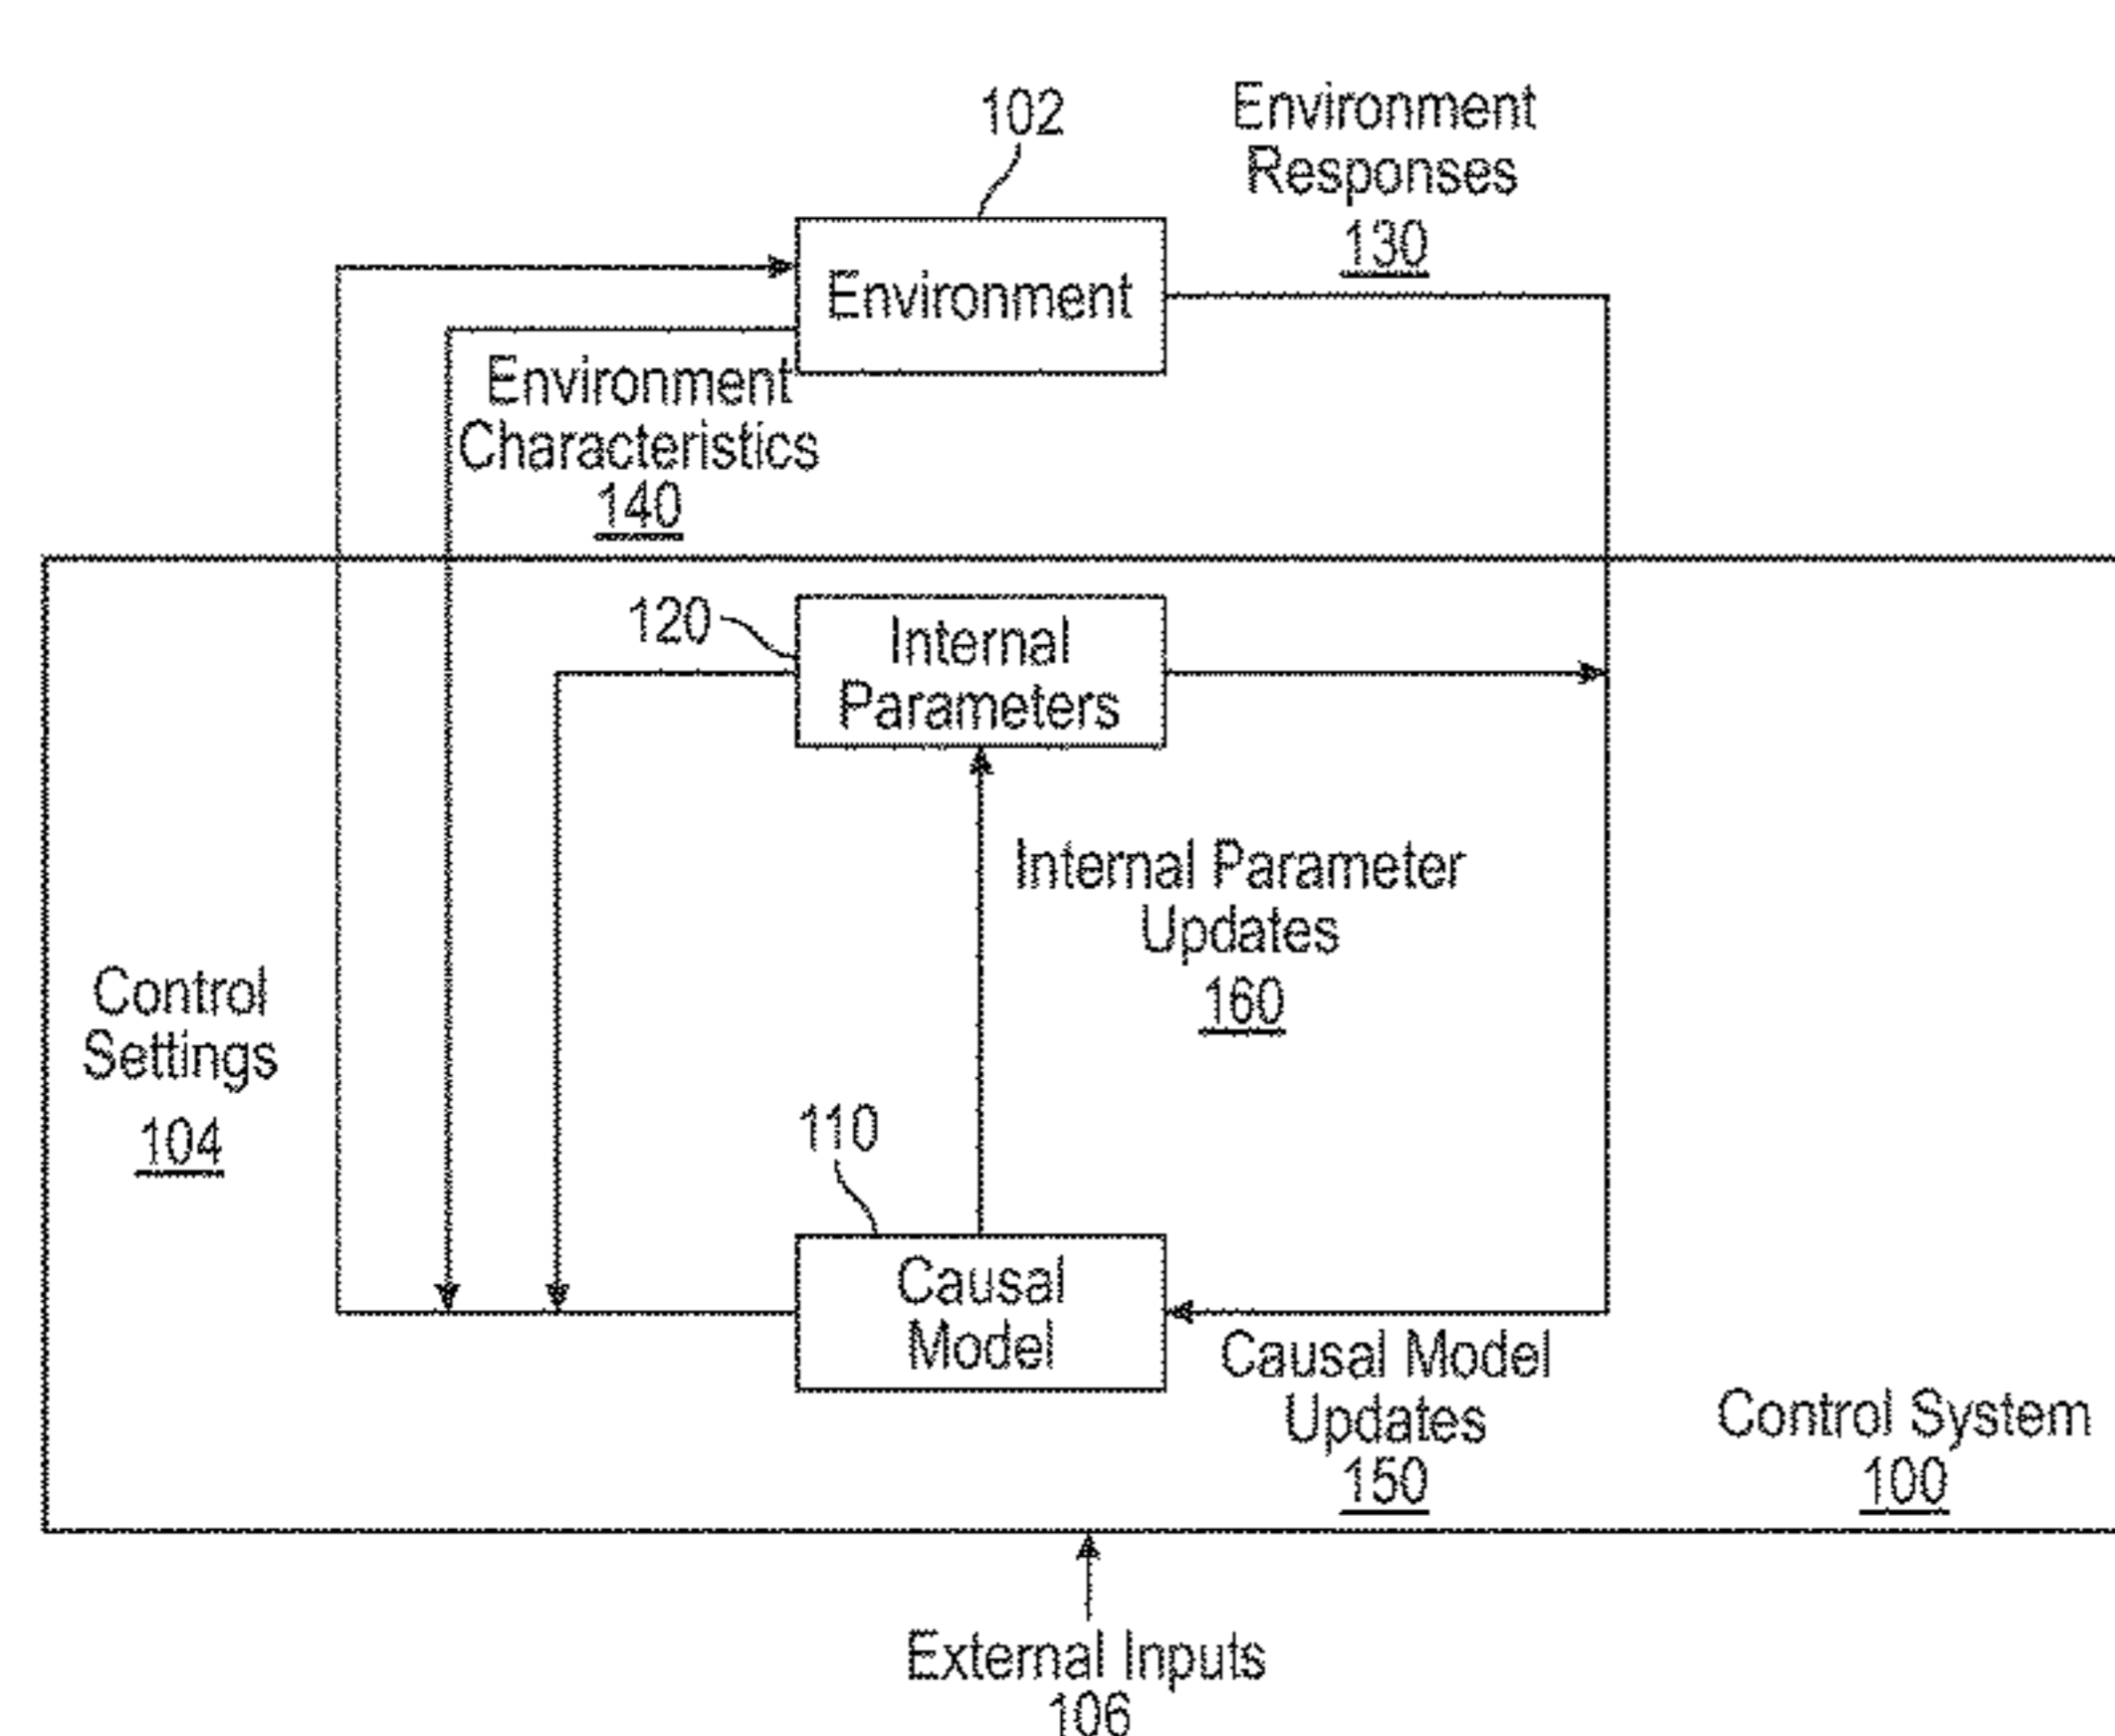 102
Environment
Responses
130
Environment
Environment
Characteristics
140
120
Internal
Parameters
Internal Parameter
Updates
160
Control
Settings
104
110
Causal
Model
Causal Model
Updates
150
Control System
100
External Inputs
106